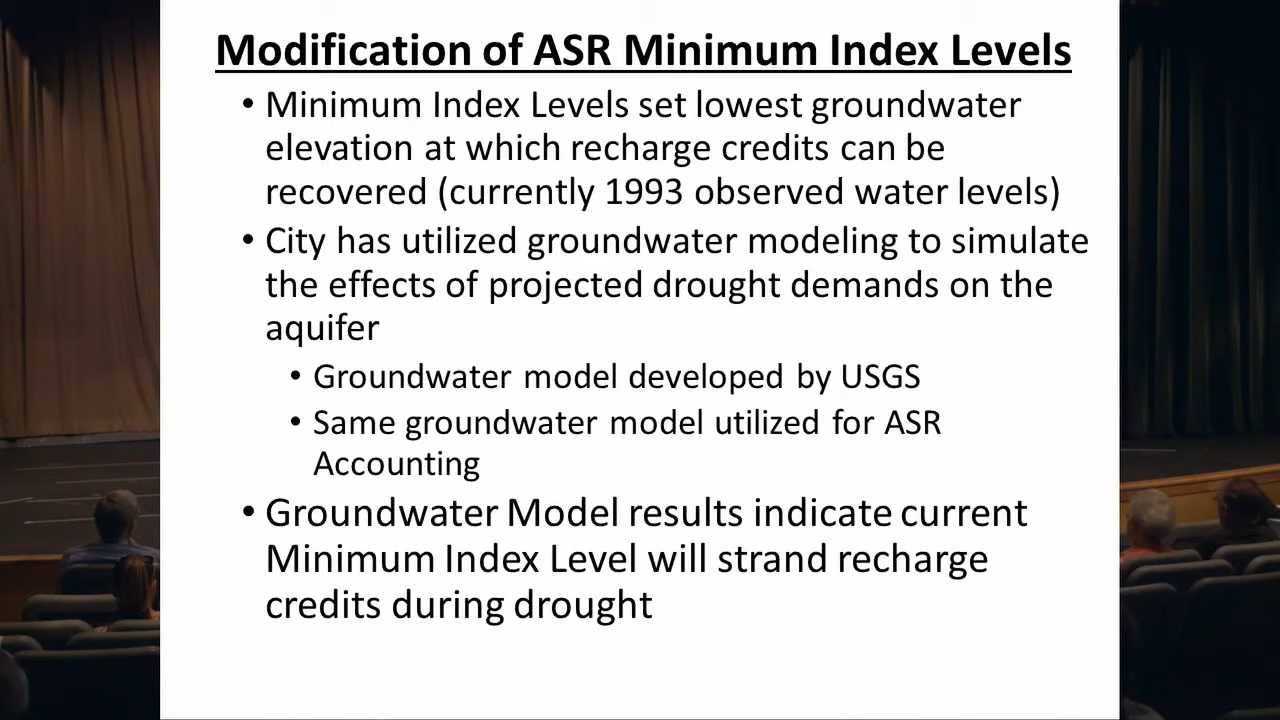 Modification of ASR Minimum Index Levels
• Minimum Index Levels set lowest groundwater
elevation at which recharge credits can be
recovered (currently 1993 observed water levels)
• City has utilized groundwater modeling to simulate
the effects of projected drought demands on the
aquifer
• Groundwater model developed by USGS
• Same groundwater model utilized for ASR
Accounting
• Groundwater Model results indicate current
Minimum Index Level will strand recharge
credits during drought